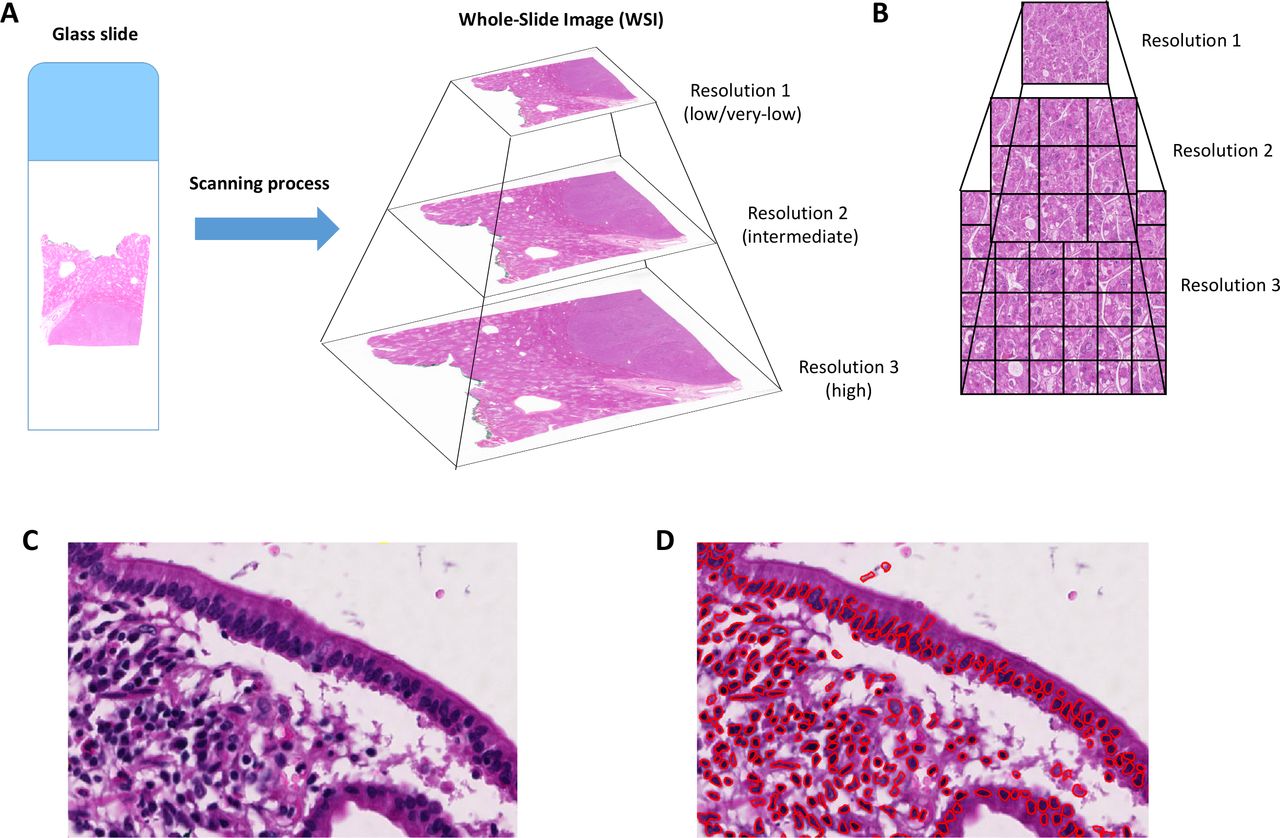 A
Glass slide
Scanning process
Whole-Slide Image (WSI)
Resolution 1
(low/very-low)
Resolution 2
(intermediate)
Resolution 3
(high)
B
Resolution 1
Resolution 2
Resolution 3
C
D